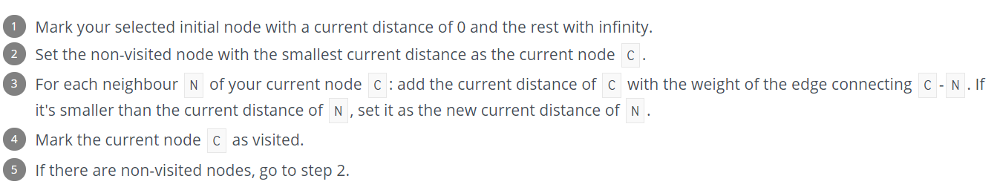 1 Mark your selected initial node with a current distance of 0 and the rest with infinity.
2 Set the non-visited node with the smallest current distance as the current node C.
3 For each neighbour N of your current node C: add the current distance of C with the weight of the edge connecting C-N. If
it's smaller than the current distance of N, set it as the new current distance of N.
4 Mark the current node C as visited.
5 If there are non-visited nodes, go to step 2.